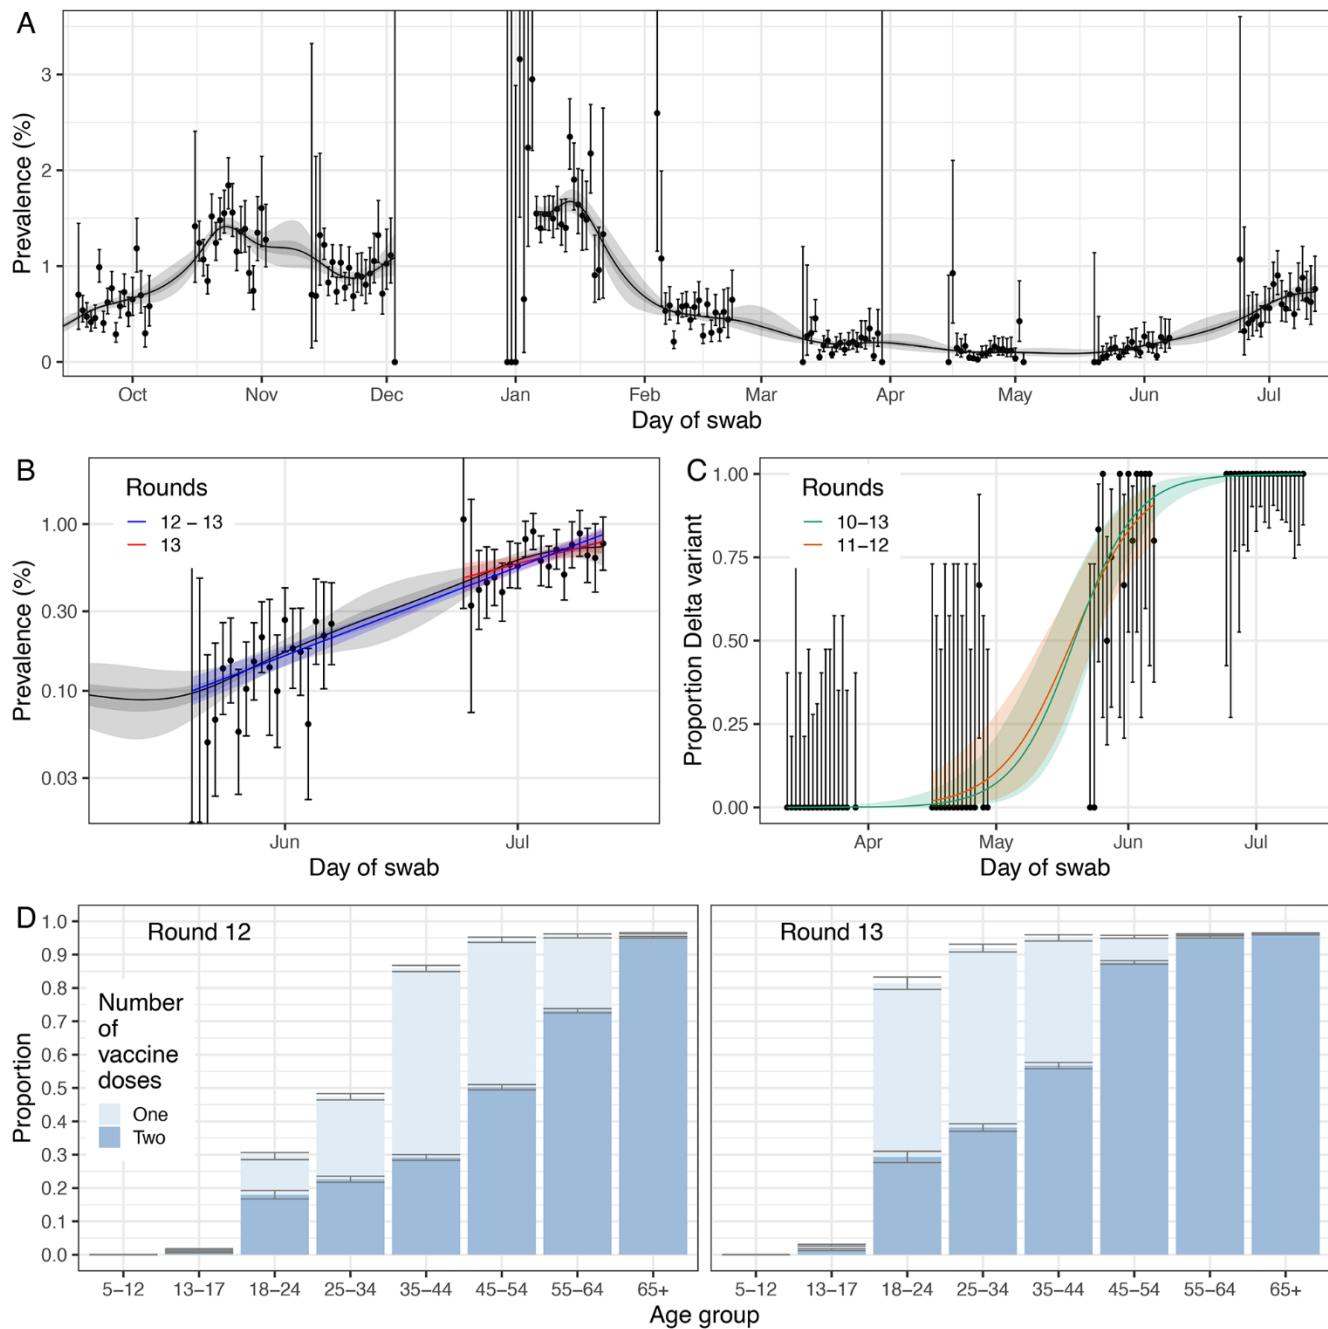 A
Prevalence (%)
3
2
1
0
Oct
Nov
Dec
Jan
Feb
Mar
Apr
May
Jun
Jul
Day of swab
B
Rounds
12 – 13
13
Prevalence (%)
1.00
0.30
0.10
0.03
Jun
Jul
Day of swab
C
Rounds
10–13
11–12
Proportion Delta variant
1.00
0.75
0.50
0.25
0.00
Apr
May
Jun
Jul
Day of swab
D
Round 12
Round 13
Number
of
vaccine
doses
One
Two
Proportion
1.0
0.9
0.8
0.7
0.6
0.5
0.4
0.3
0.2
0.1
0.0
5–12
13–17
18–24
25–34
35–44
45–54
55–64
65+
5–12
13–17
18–24
25–34
35–44
45–54
55–64
65+
Age group